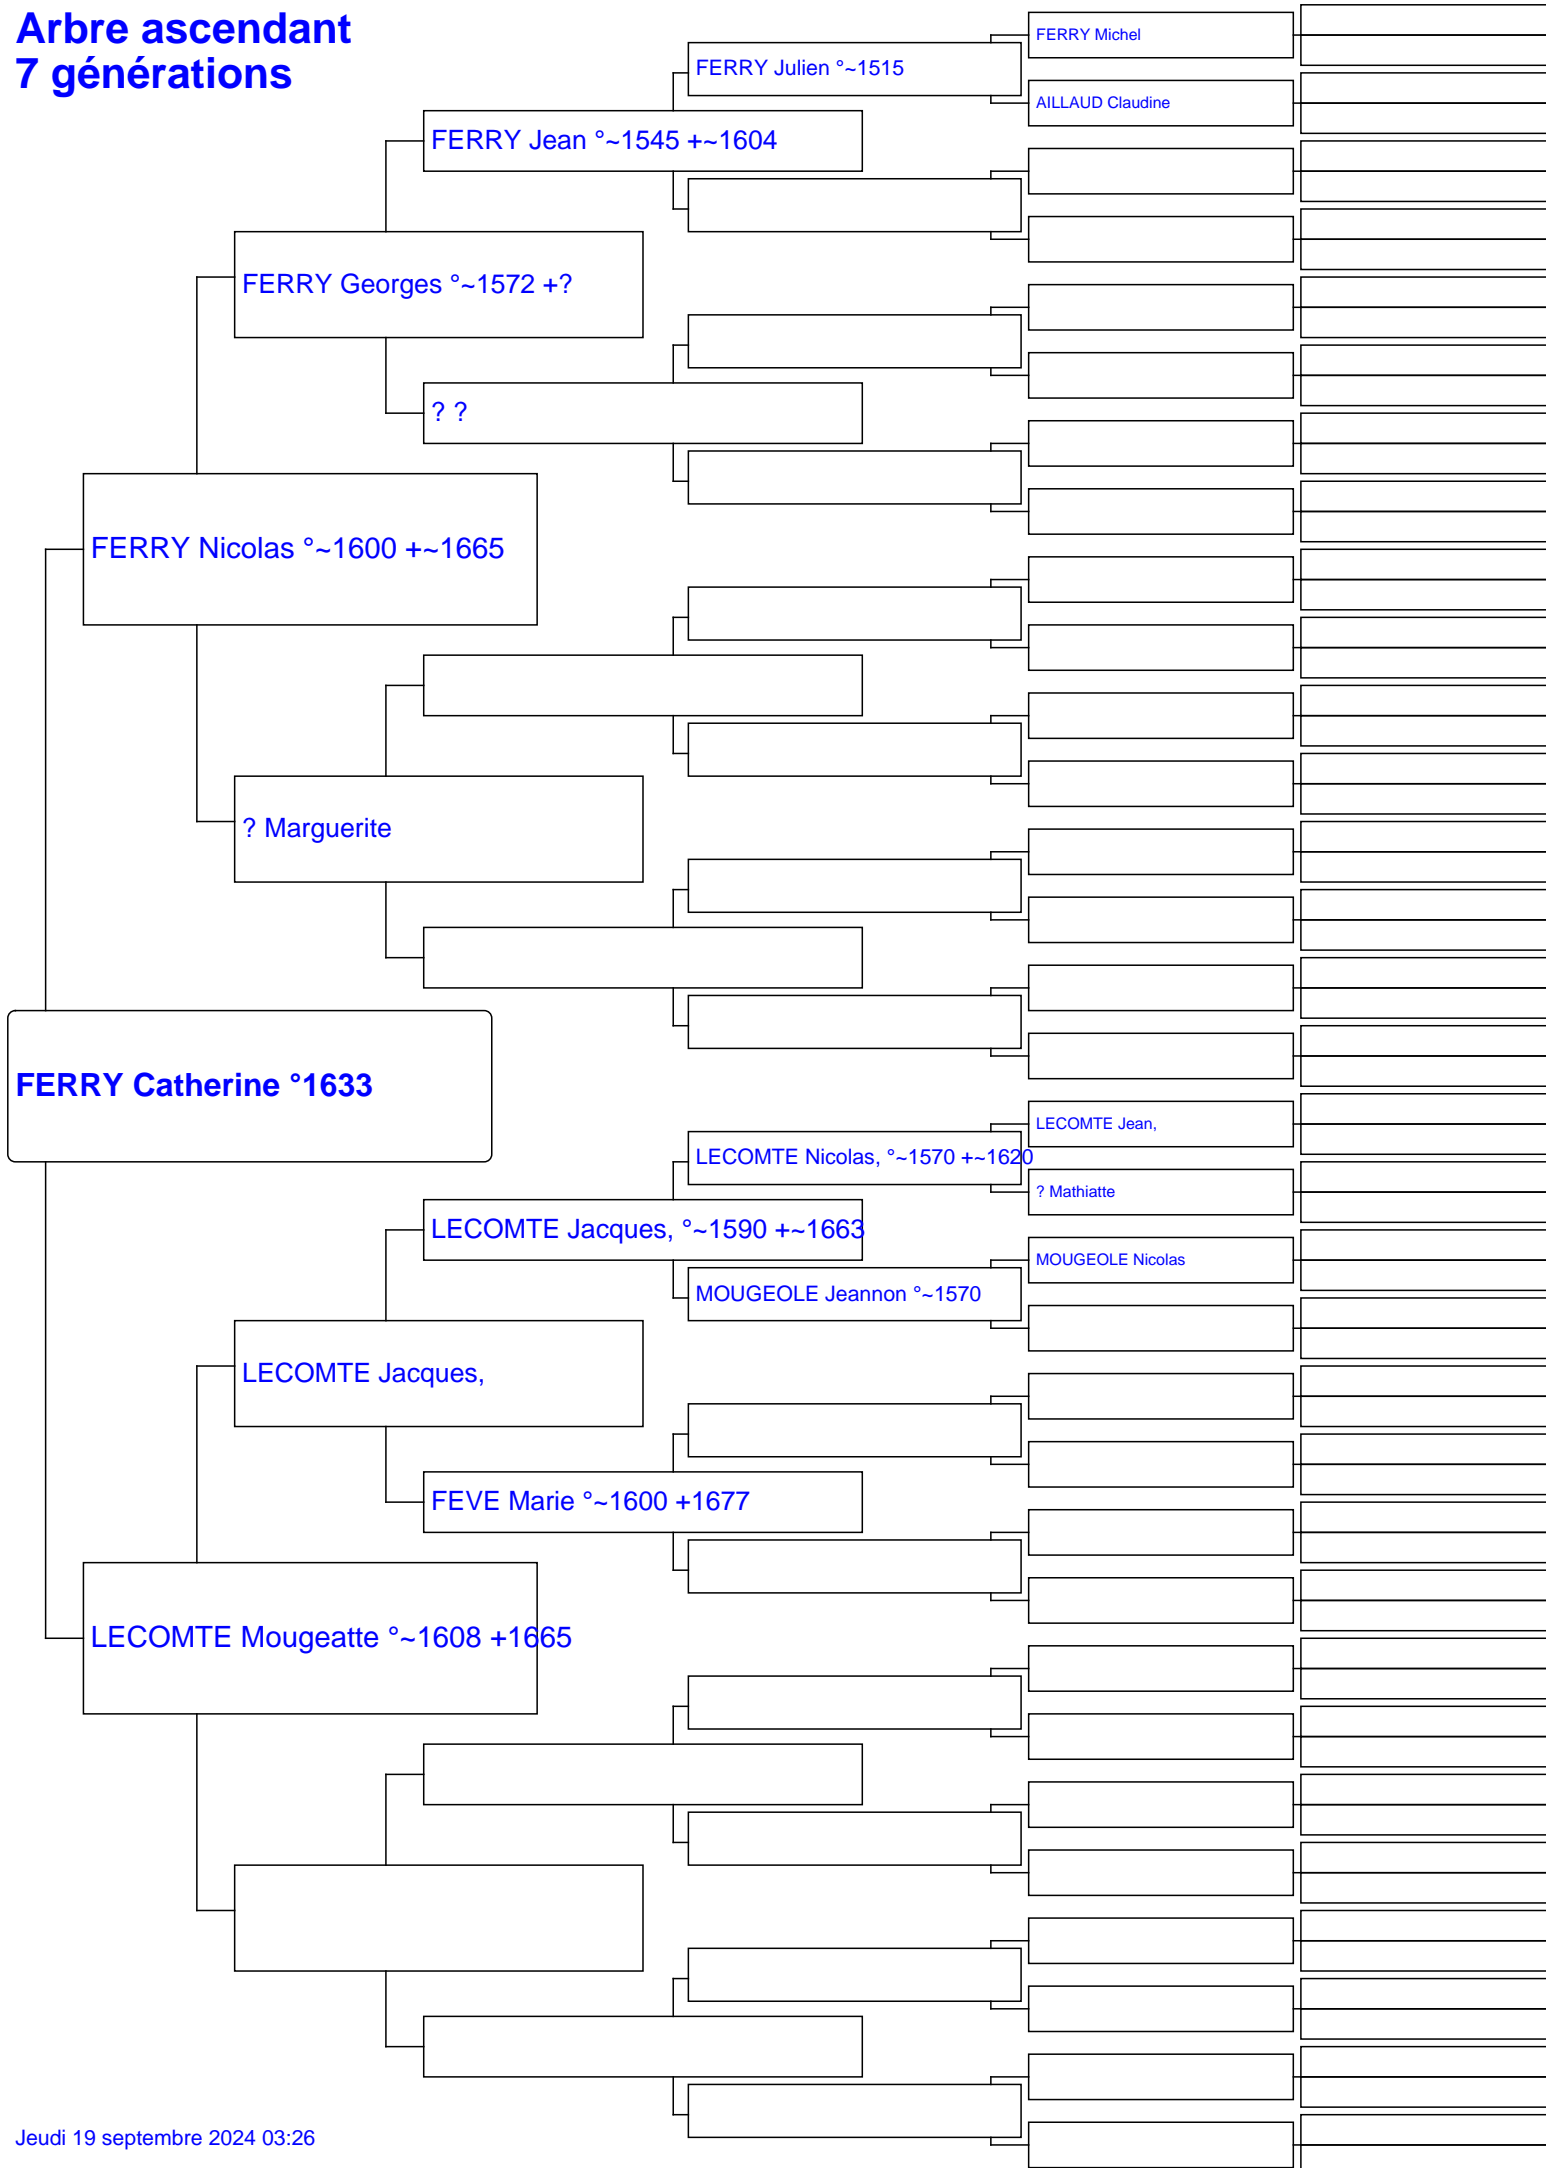 Arbre ascendant
7 générations
FERRY Michel
FERRY Julien °~1515
AILLAUD Claudine
FERRY Jean °~1545 +~1604
FERRY Georges °~1572 +?
? ?
FERRY Nicolas °~1600 +~1665
? Marguerite
FERRY Catherine °1633
LECOMTE Jean,
LECOMTE Nicolas, °~1570 +~1620
? Mathiatte
LECOMTE Jacques, °~1590 +~1663
MOUGEOLE Nicolas
MOUGEOLE Jeannon °~1570
LECOMTE Jacques,
FEVE Marie °~1600 +1677
LECOMTE Mougeatte °~1608 +1665
Jeudi 19 septembre 2024 03:26